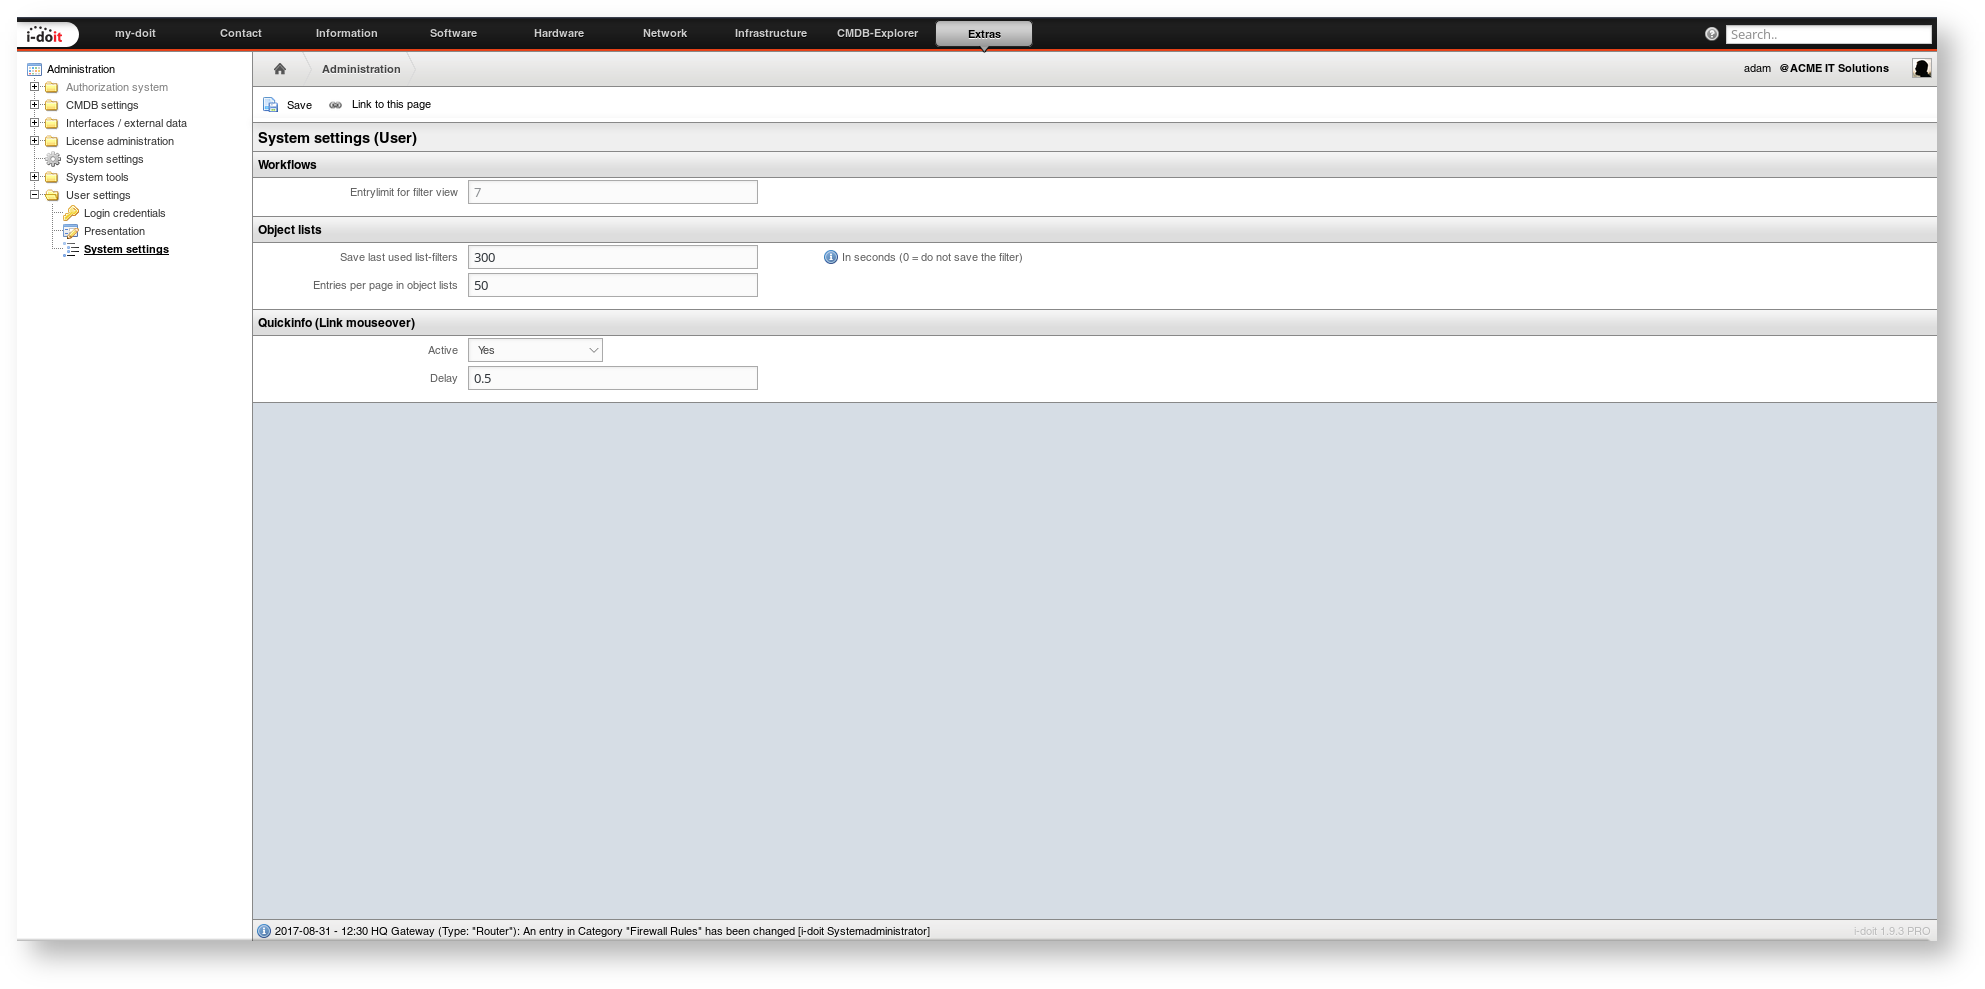 i-doit
my-doit Contact Information Software Hardware Network Infrastructure CMDB-Explorer Extras
Search..
Administration
Authorization system
CMDB settings
Interfaces / external data
License administration
System settings
System tools
User settings
Login credentials
Presentation
System settings
Administration
adam @ACME IT Solutions
Save Link to this page
System settings (User)
Workflows
Entrylimit for filter view 7
Object lists
Save last used list-filters 300 In seconds (0 = do not save the filter)
Entries per page in object lists 50
Quickinfo (Link mouseover)
Active Yes
Delay 0.5
2017-08-31 - 12:30 HQ Gateway (Type: "Router"): An entry in Category "Firewall Rules" has been changed [i-doit Systemadministrator]
i-doit 1.9.3 PRO